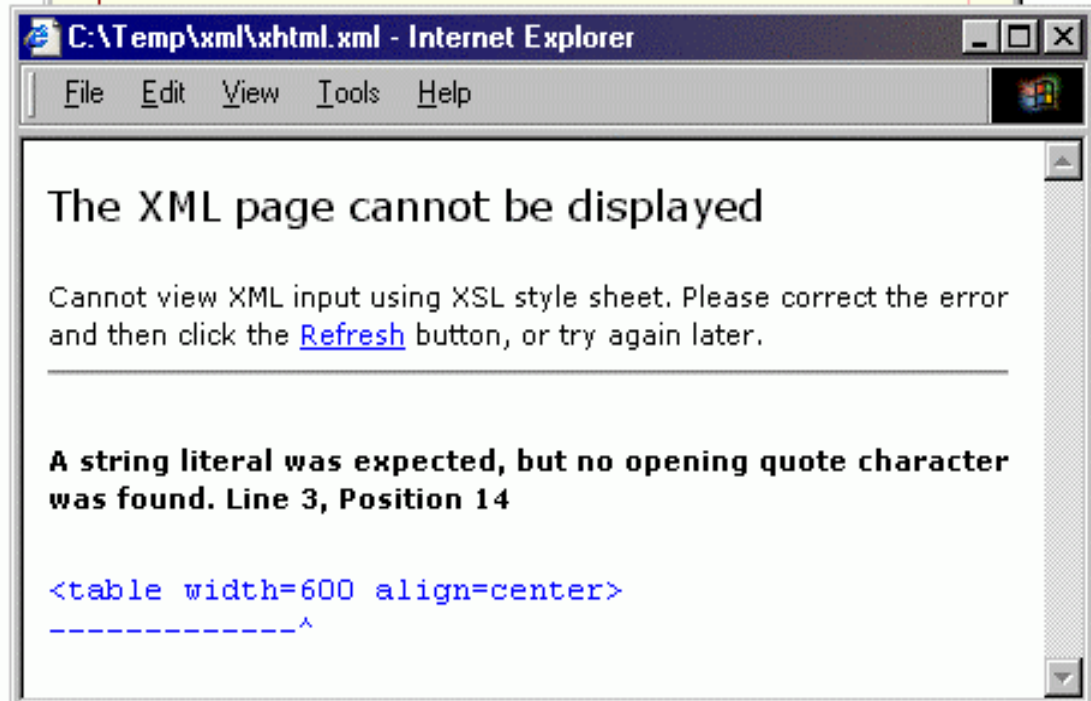 C:\Temp\xml\xhtml.xml - Internet Explorer
File Edit View Tools Help
The XML page cannot be displayed
Cannot view XML input using XSL style sheet. Please correct the error
and then click the Refresh button, or try again later.
A string literal was expected, but no opening quote character
was found. Line 3, Position 14
<table width=600 align=center>
-------------^